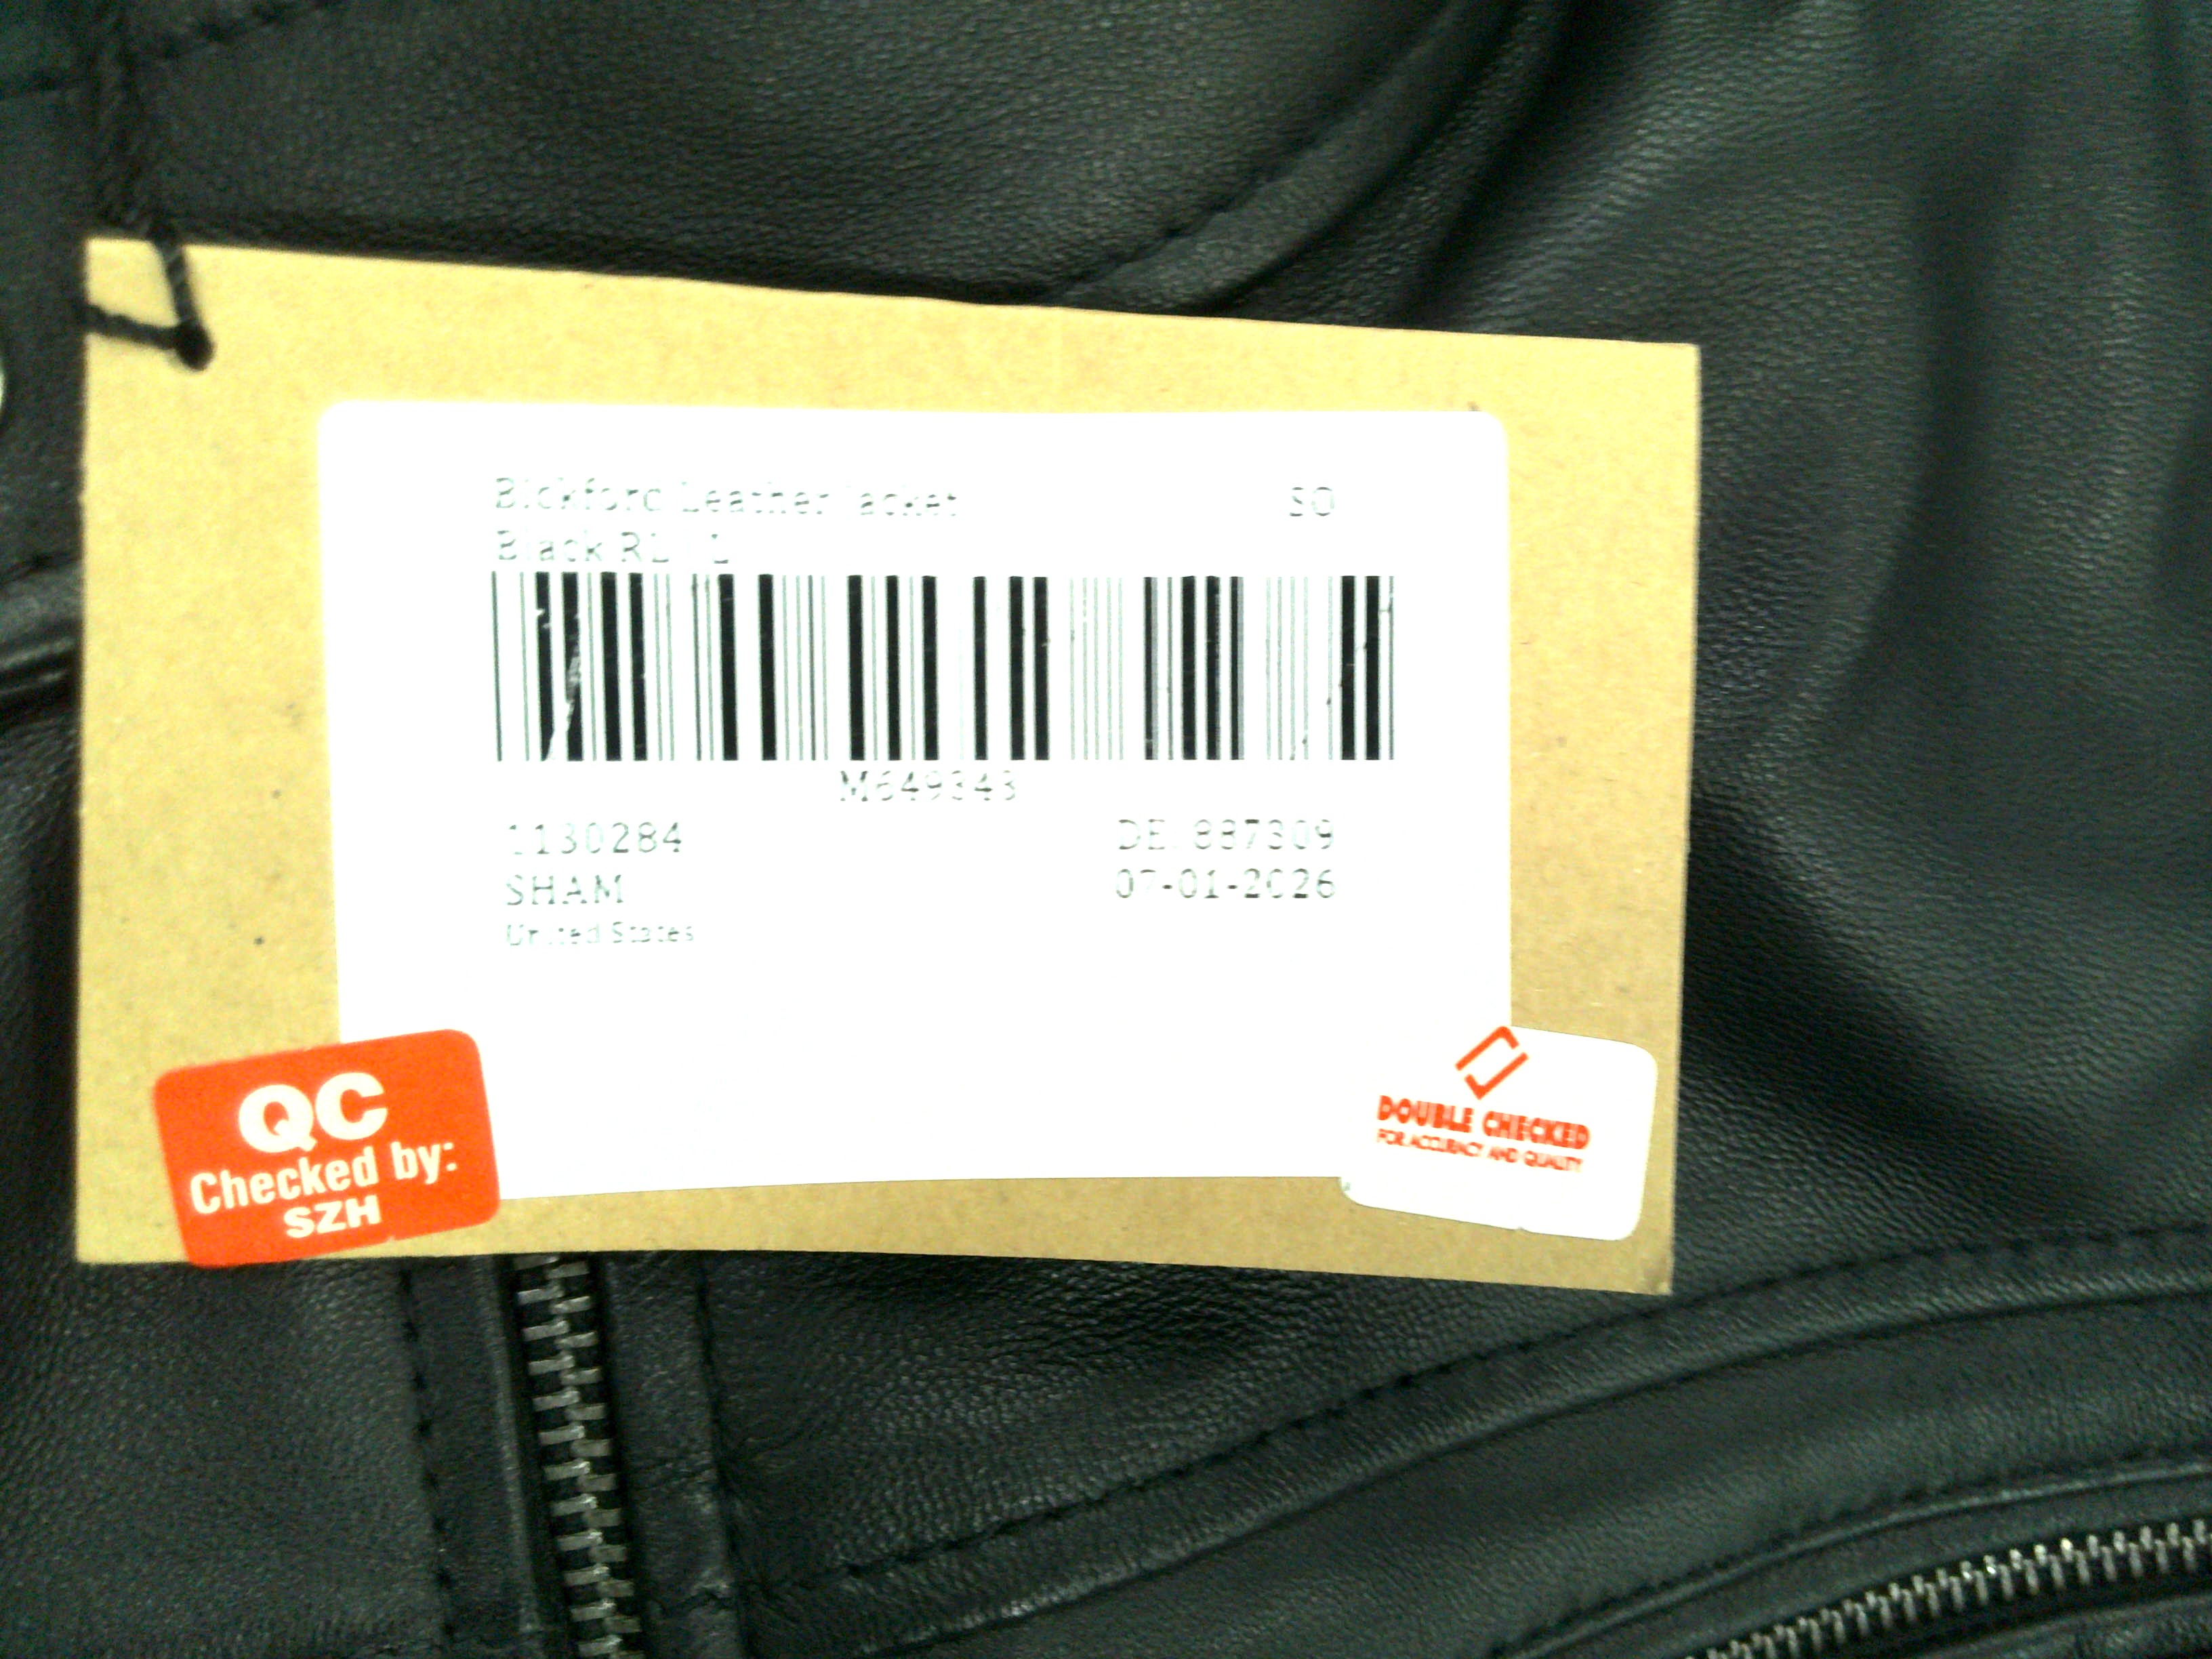 Bickford Leather Jacket SO
Black
M649343
1130284 DE 887309
SHAM 07-01-2026
United States
QC
Checked by:
SZH
DOUBLE CHECKED
FOR ACCURACY AND QUALITY